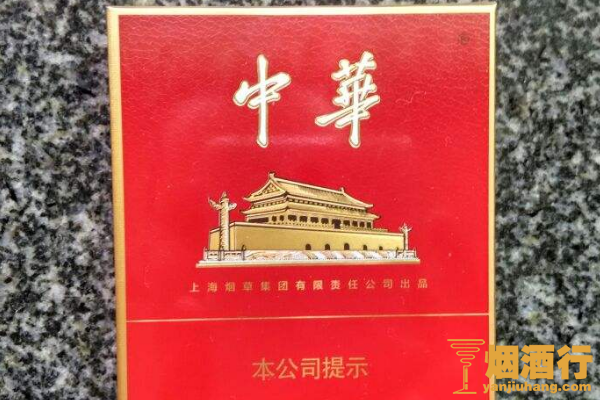 中華
上海烟草集团有限责任公司出品
本公司提示
烟酒行
yanjiuhang.com